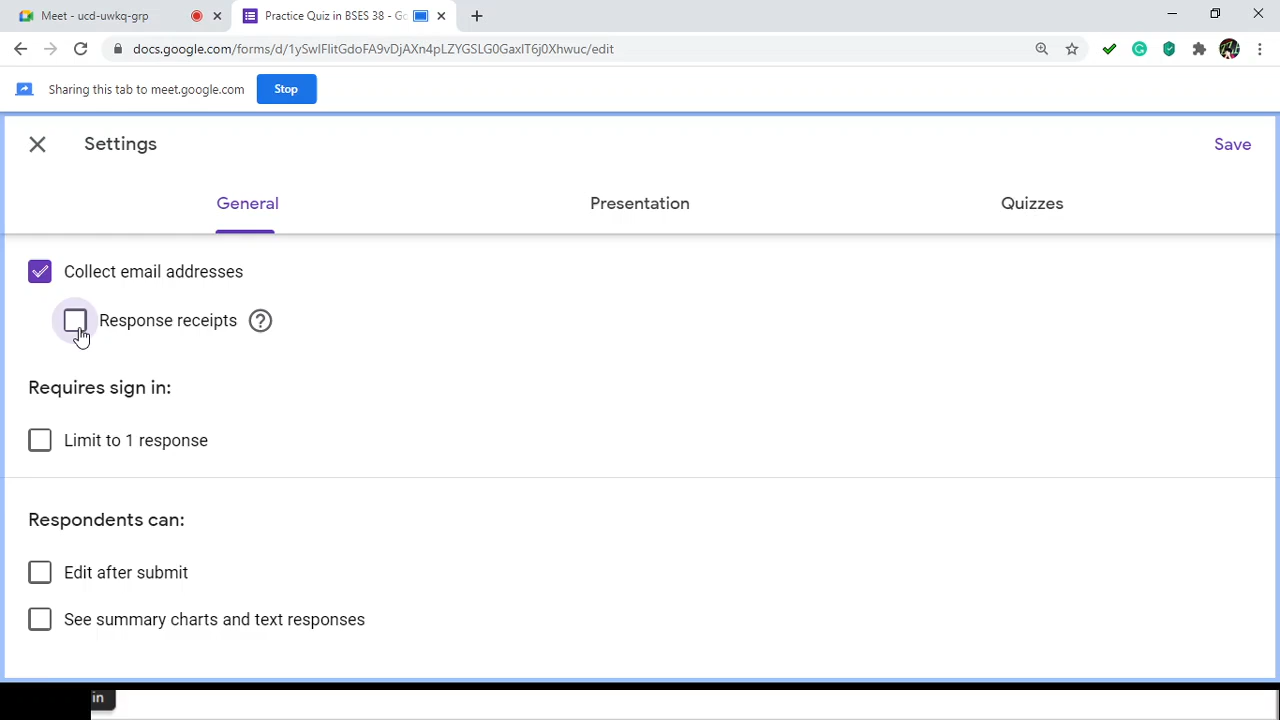 Meet - ucd-uwkq-grp
Practice Quiz in BSES 38 - Go
docs.google.com/forms/d/1ySwIFlitGdoFA9vDjAXn4pLZYGSLG0GaxIT6j0Xhwuc/edit
Sharing this tab to meet.google.com
Stop
Settings
Save
General
Presentation
Quizzes
Collect email addresses
Response receipts
Requires sign in:
Limit to 1 response
Respondents can:
Edit after submit
See summary charts and text responses
in